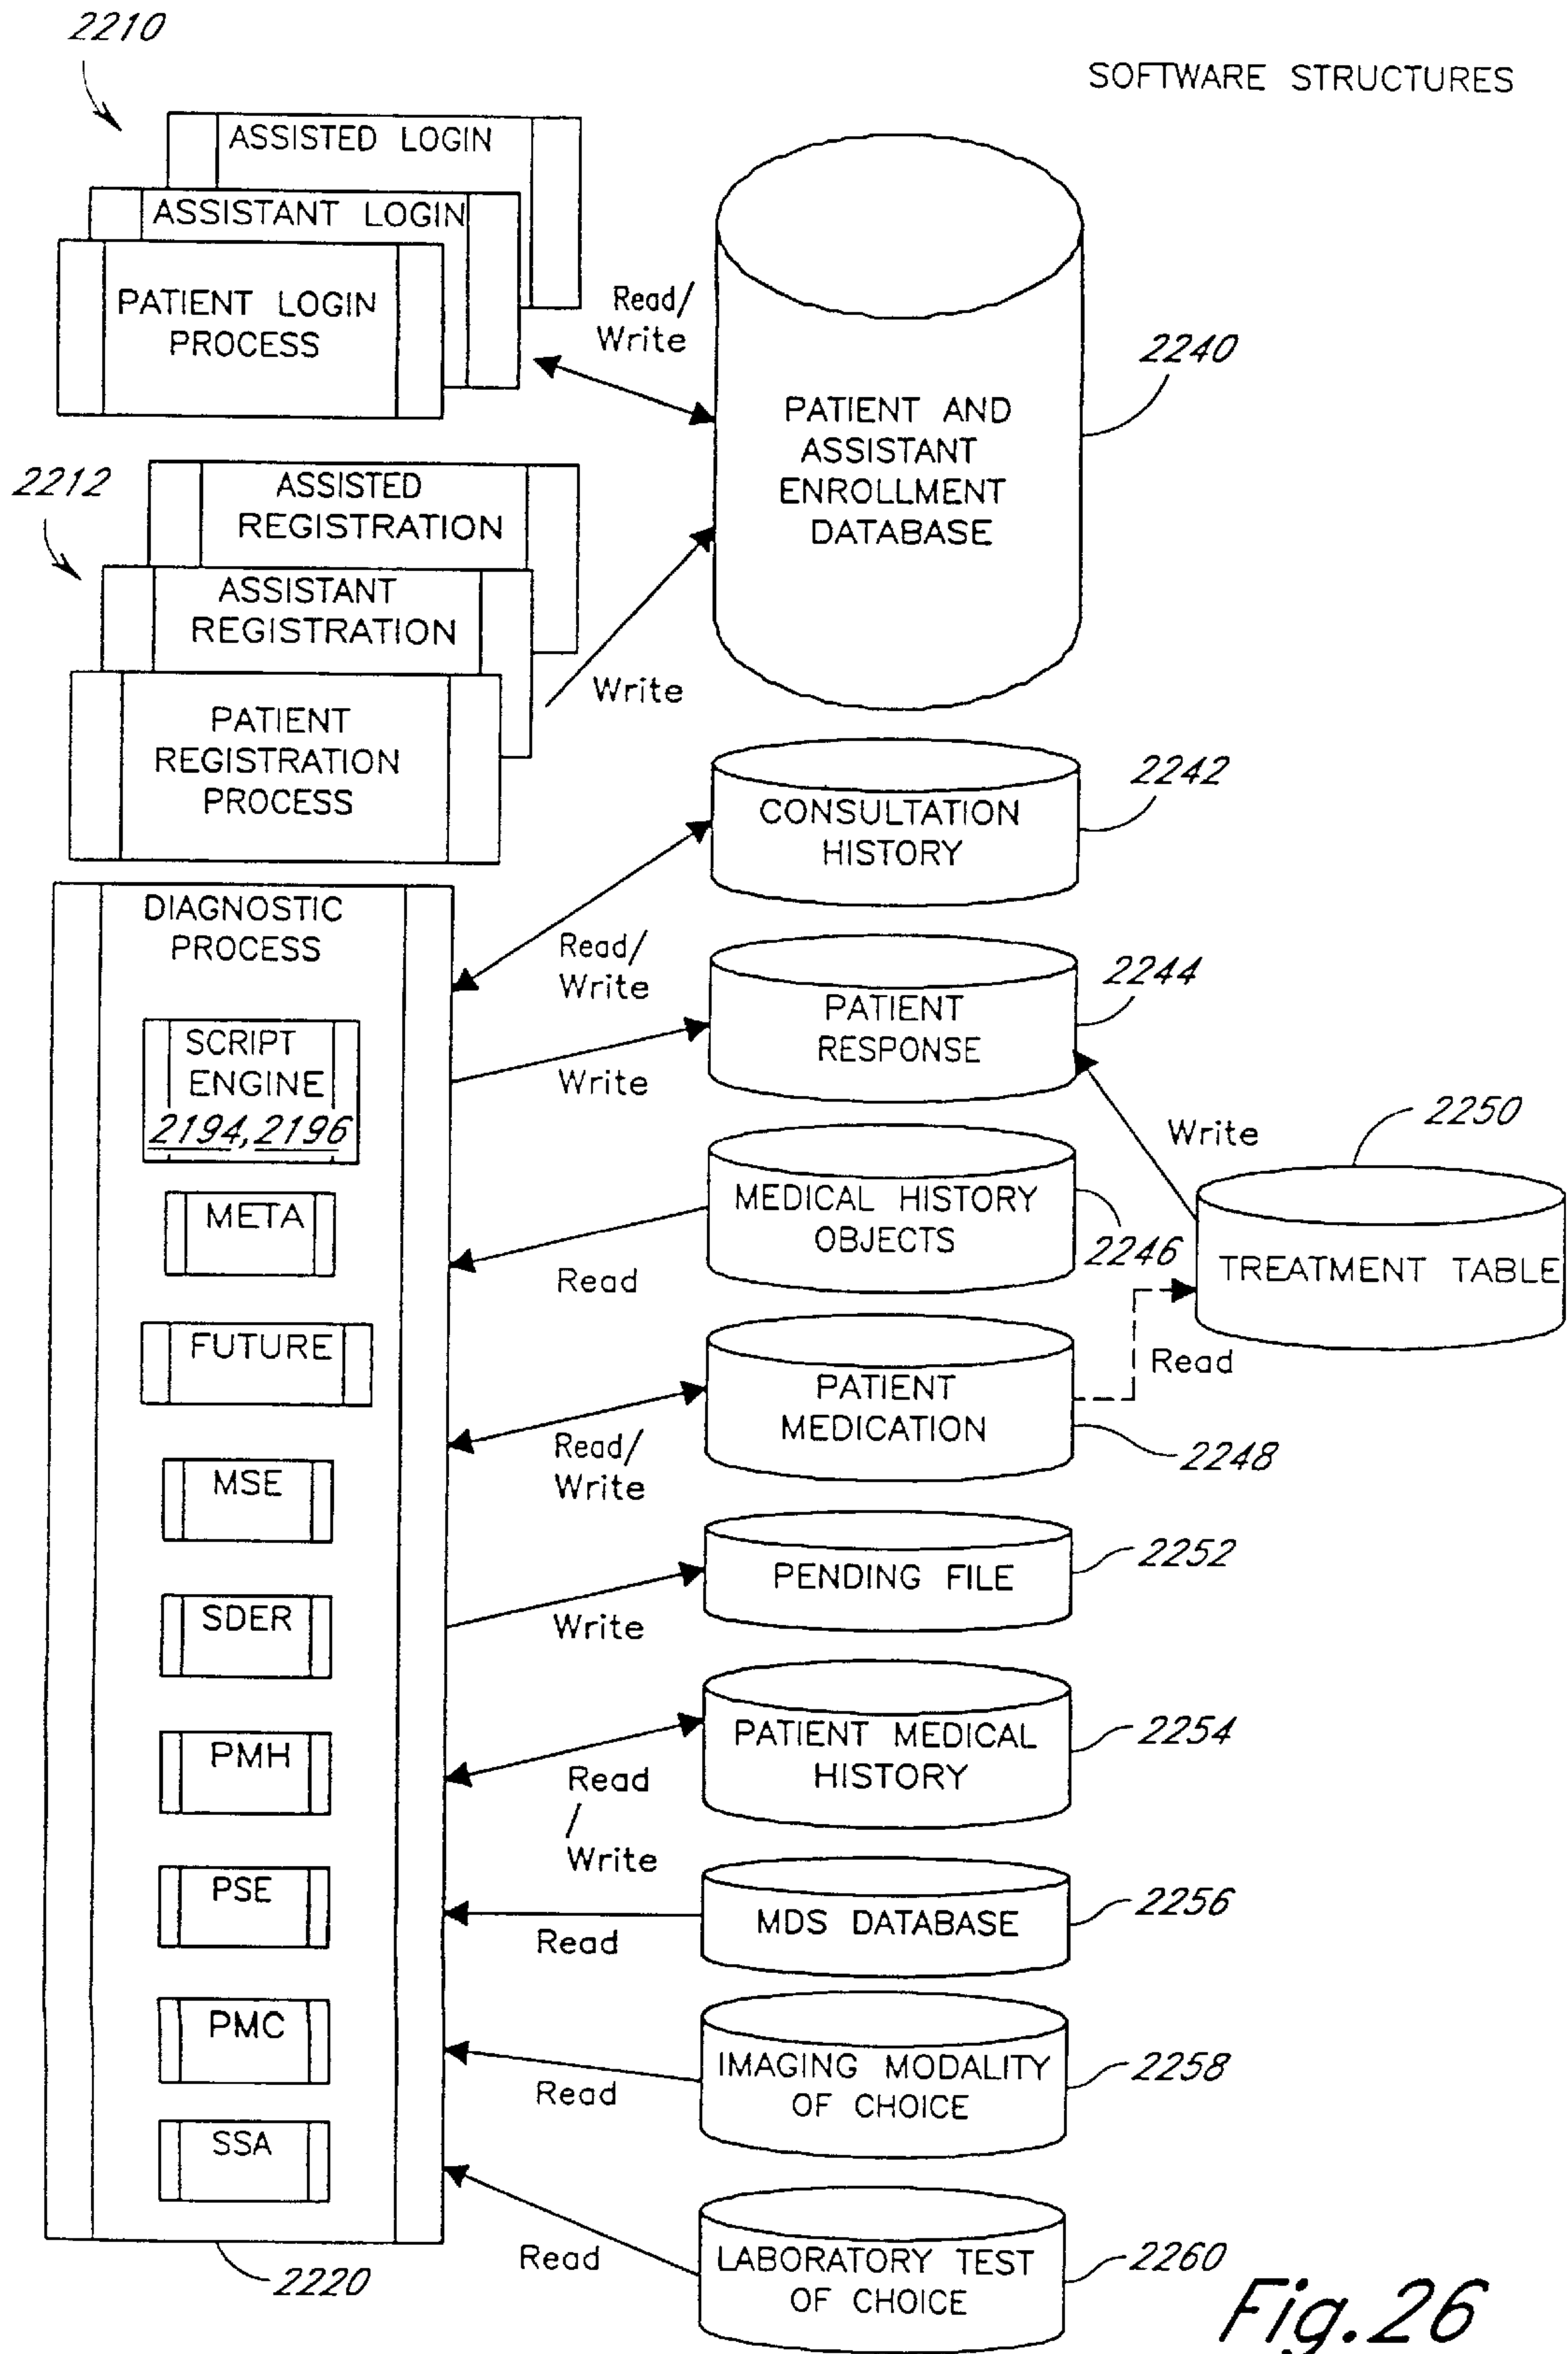 2210
SOFTWARE STRUCTURES
ASSISTED LOGIN
ASSISTANT LOGIN
PATIENT LOGIN
PROCESS
Read/
Write
2240
PATIENT AND
ASSISTANT
ENROLLMENT
DATABASE
2212
ASSISTED
REGISTRATION
ASSISTANT
REGISTRATION
Write
PATIENT
REGISTRATION
PROCESS
2242
CONSULTATION
HISTORY
DIAGNOSTIC
PROCESS
Read/
Write
2244
PATIENT
RESPONSE
SCRIPT
ENGINE
2194, 2196
Write
Write
2250
META
MEDICAL HISTORY
OBJECTS
2246
TREATMENT TABLE
Read
FUTURE
Read
PATIENT
MEDICATION
2248
Read/
Write
MSE
2252
PENDING FILE
SDER
Write
PATIENT MEDICAL
HISTORY
2254
PMH
Read
/
Write
PSE
2256
MDS DATABASE
Read
PMC
IMAGING MODALITY
OF CHOICE
2258
Read
SSA
Read
LABORATORY TEST
OF CHOICE
2260
2220
Fig.26